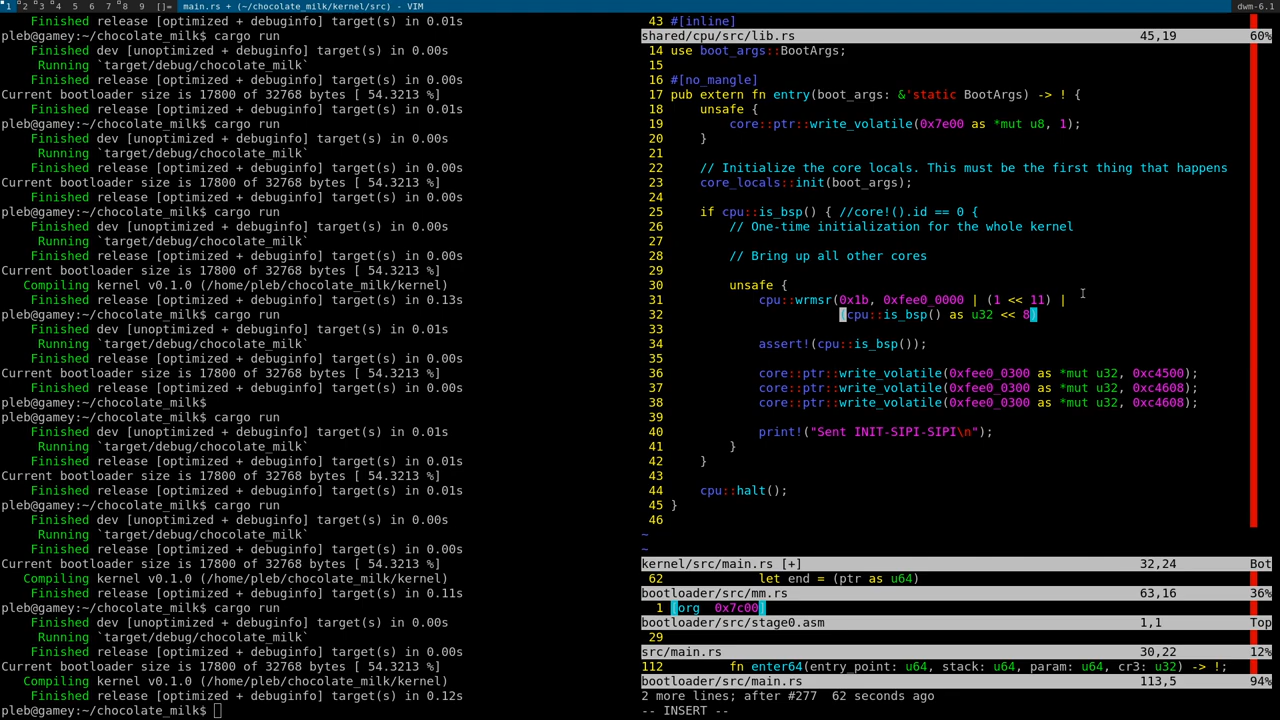 1 2 3 4 5 6 7 8 9 []= main.rs + (~/chocolate_milk/kernel/src) - VIM dwm-6.1
Finished release [optimized + debuginfo] target(s) in 0.01s
pleb@gamey:~/chocolate_milk$ cargo run
Finished dev [unoptimized + debuginfo] target(s) in 0.00s
Running `target/debug/chocolate_milk`
Finished release [optimized + debuginfo] target(s) in 0.00s
Current bootloader size is 17800 of 32768 bytes [ 54.3213 %]
Finished release [optimized + debuginfo] target(s) in 0.01s
pleb@gamey:~/chocolate_milk$ cargo run
Finished dev [unoptimized + debuginfo] target(s) in 0.00s
Running `target/debug/chocolate_milk`
Finished release [optimized + debuginfo] target(s) in 0.00s
Current bootloader size is 17800 of 32768 bytes [ 54.3213 %]
Finished release [optimized + debuginfo] target(s) in 0.00s
pleb@gamey:~/chocolate_milk$ cargo run
Finished dev [unoptimized + debuginfo] target(s) in 0.00s
Running `target/debug/chocolate_milk`
Finished release [optimized + debuginfo] target(s) in 0.00s
Current bootloader size is 17800 of 32768 bytes [ 54.3213 %]
Compiling kernel v0.1.0 (/home/pleb/chocolate_milk/kernel)
Finished release [optimized + debuginfo] target(s) in 0.13s
pleb@gamey:~/chocolate_milk$ cargo run
Finished dev [unoptimized + debuginfo] target(s) in 0.01s
Running `target/debug/chocolate_milk`
Finished release [optimized + debuginfo] target(s) in 0.00s
Current bootloader size is 17800 of 32768 bytes [ 54.3213 %]
Finished release [optimized + debuginfo] target(s) in 0.00s
pleb@gamey:~/chocolate_milk$
pleb@gamey:~/chocolate_milk$ cargo run
Finished dev [unoptimized + debuginfo] target(s) in 0.01s
Running `target/debug/chocolate_milk`
Finished release [optimized + debuginfo] target(s) in 0.01s
Current bootloader size is 17800 of 32768 bytes [ 54.3213 %]
Finished release [optimized + debuginfo] target(s) in 0.01s
pleb@gamey:~/chocolate_milk$ cargo run
Finished dev [unoptimized + debuginfo] target(s) in 0.00s
Running `target/debug/chocolate_milk`
Finished release [optimized + debuginfo] target(s) in 0.00s
Current bootloader size is 17800 of 32768 bytes [ 54.3213 %]
Compiling kernel v0.1.0 (/home/pleb/chocolate_milk/kernel)
Finished release [optimized + debuginfo] target(s) in 0.11s
pleb@gamey:~/chocolate_milk$ cargo run
Finished dev [unoptimized + debuginfo] target(s) in 0.00s
Running `target/debug/chocolate_milk`
Finished release [optimized + debuginfo] target(s) in 0.00s
Current bootloader size is 17800 of 32768 bytes [ 54.3213 %]
Compiling kernel v0.1.0 (/home/pleb/chocolate_milk/kernel)
Finished release [optimized + debuginfo] target(s) in 0.12s
pleb@gamey:~/chocolate_milk$
43 #[inline]
shared/cpu/src/lib.rs 45,19 60%
14 use boot_args::BootArgs;
15
16 #[no_mangle]
17 pub extern fn entry(boot_args: &'static BootArgs) -> ! {
18 unsafe {
19 core::ptr::write_volatile(0x7e00 as *mut u8, 1);
20 }
21
22 // Initialize the core locals. This must be the first thing that happens
23 core_locals::init(boot_args);
24
25 if cpu::is_bsp() { //core!().id == 0 {
26 // One-time initialization for the whole kernel
27
28 // Bring up all other cores
29
30 unsafe {
31 cpu::wrmsr(0x1b, 0xfee0_0000 | (1 << 11) |
32 (cpu::is_bsp() as u32 << 8)
33
34 assert!(cpu::is_bsp());
35
36 core::ptr::write_volatile(0xfee0_0300 as *mut u32, 0xc4500);
37 core::ptr::write_volatile(0xfee0_0300 as *mut u32, 0xc4608);
38 core::ptr::write_volatile(0xfee0_0300 as *mut u32, 0xc4608);
39
40 print!("Sent INIT-SIPI-SIPI\n");
41 }
42 }
43
44 cpu::halt();
45 }
46
~
~
kernel/src/main.rs [+] 32,24 Bot
62 let end = (ptr as u64)
bootloader/src/mm.rs 63,16 36%
1 [org 0x7c00]
bootloader/src/stage0.asm 1,1 Top
29
src/main.rs 30,22 12%
112 fn enter64(entry_point: u64, stack: u64, param: u64, cr3: u32) -> !;
bootloader/src/main.rs 113,5 94%
2 more lines; after #277 62 seconds ago
-- INSERT --